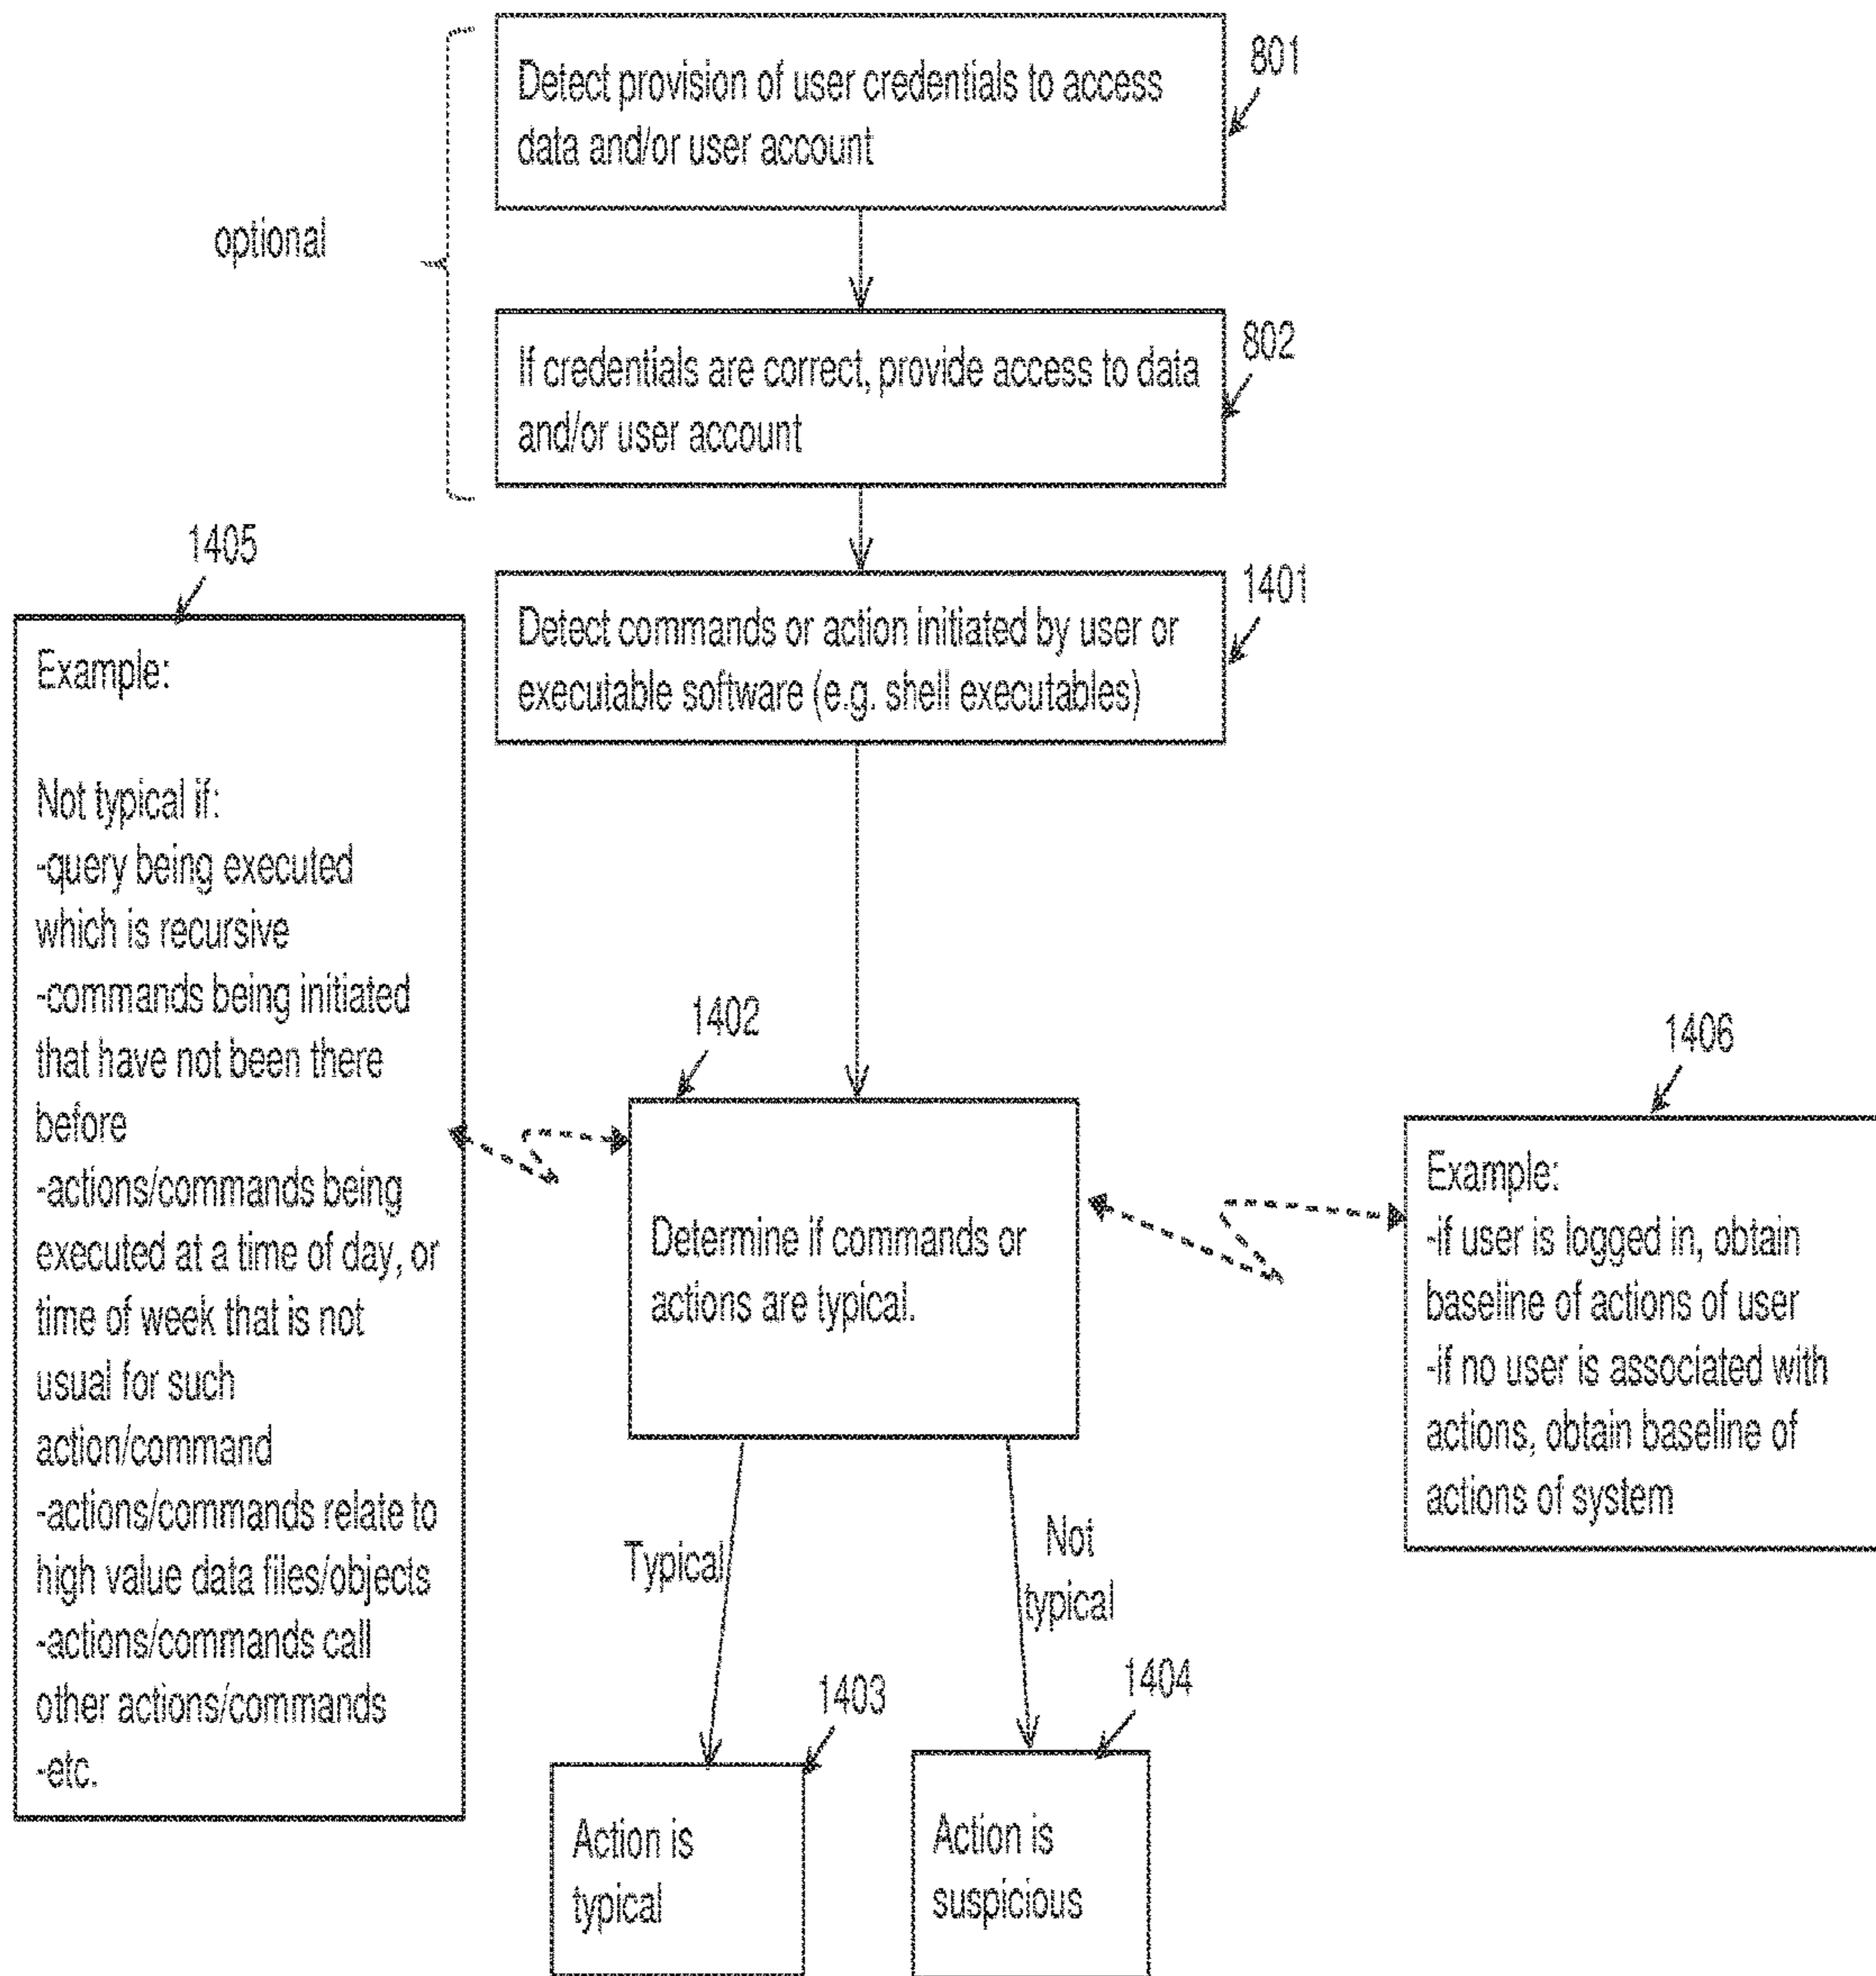 801
Detect provision of user credentials to access
data and/or user account
optional
802
If credentials are correct, provide access to data
and/or user account
1405
1401
Detect commands or action initiated by user or
executable software (e.g. shell executables)
Example:
Not typical if:
-query being executed
which is recursive
-commands being initiated
that have not been there
before
-actions/commands being
executed at a time of day, or
time of week that is not
usual for such
action/command
-actions/commands relate to
high value data files/objects
-actions/commands call
other actions/commands
-etc.
1402
Determine if commands or
actions are typical.
1406
Example:
-if user is logged in, obtain
baseline of actions of user
-if no user is associated with
actions, obtain baseline of
actions of system
Typical
Not
typical
1403
Action is
typical
1404
Action is
suspicious